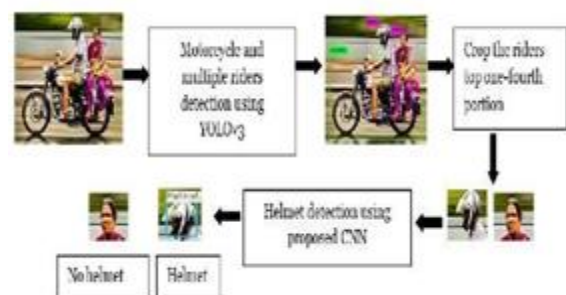 Motorcycle and
multiple riders
detection using
YOLOv3
Crop the riders
top one-fourth
portion
Helmet detection using
proposed CNN
No helmet
Helmet